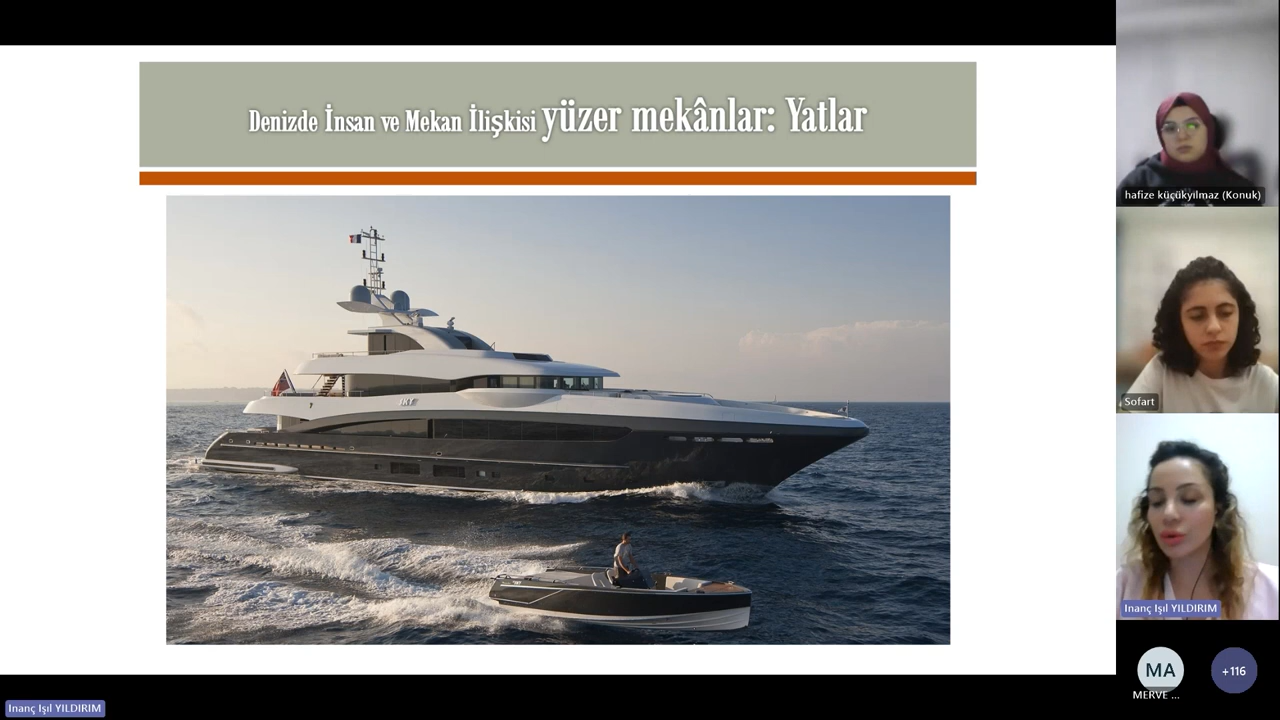 Denizde İnsan ve Mekan İlişkisi yüzer mekânlar: Yatlar
hafize küçükyılmaz (Konuk)
Sofart
Inanç Işıl YILDIRIM
MA
+116
MERVE ...
Inanç Işıl YILDIRIM